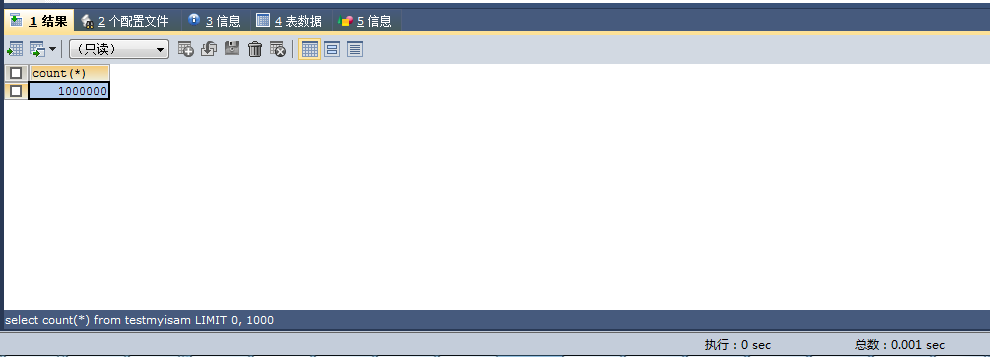 1 结果 2 个配置文件 3 信息 4 表数据 5 信息
（只读）
count(*)
1000000
select count(*) from testmyisam LIMIT 0, 1000
执行：0 sec 总数：0.001 sec